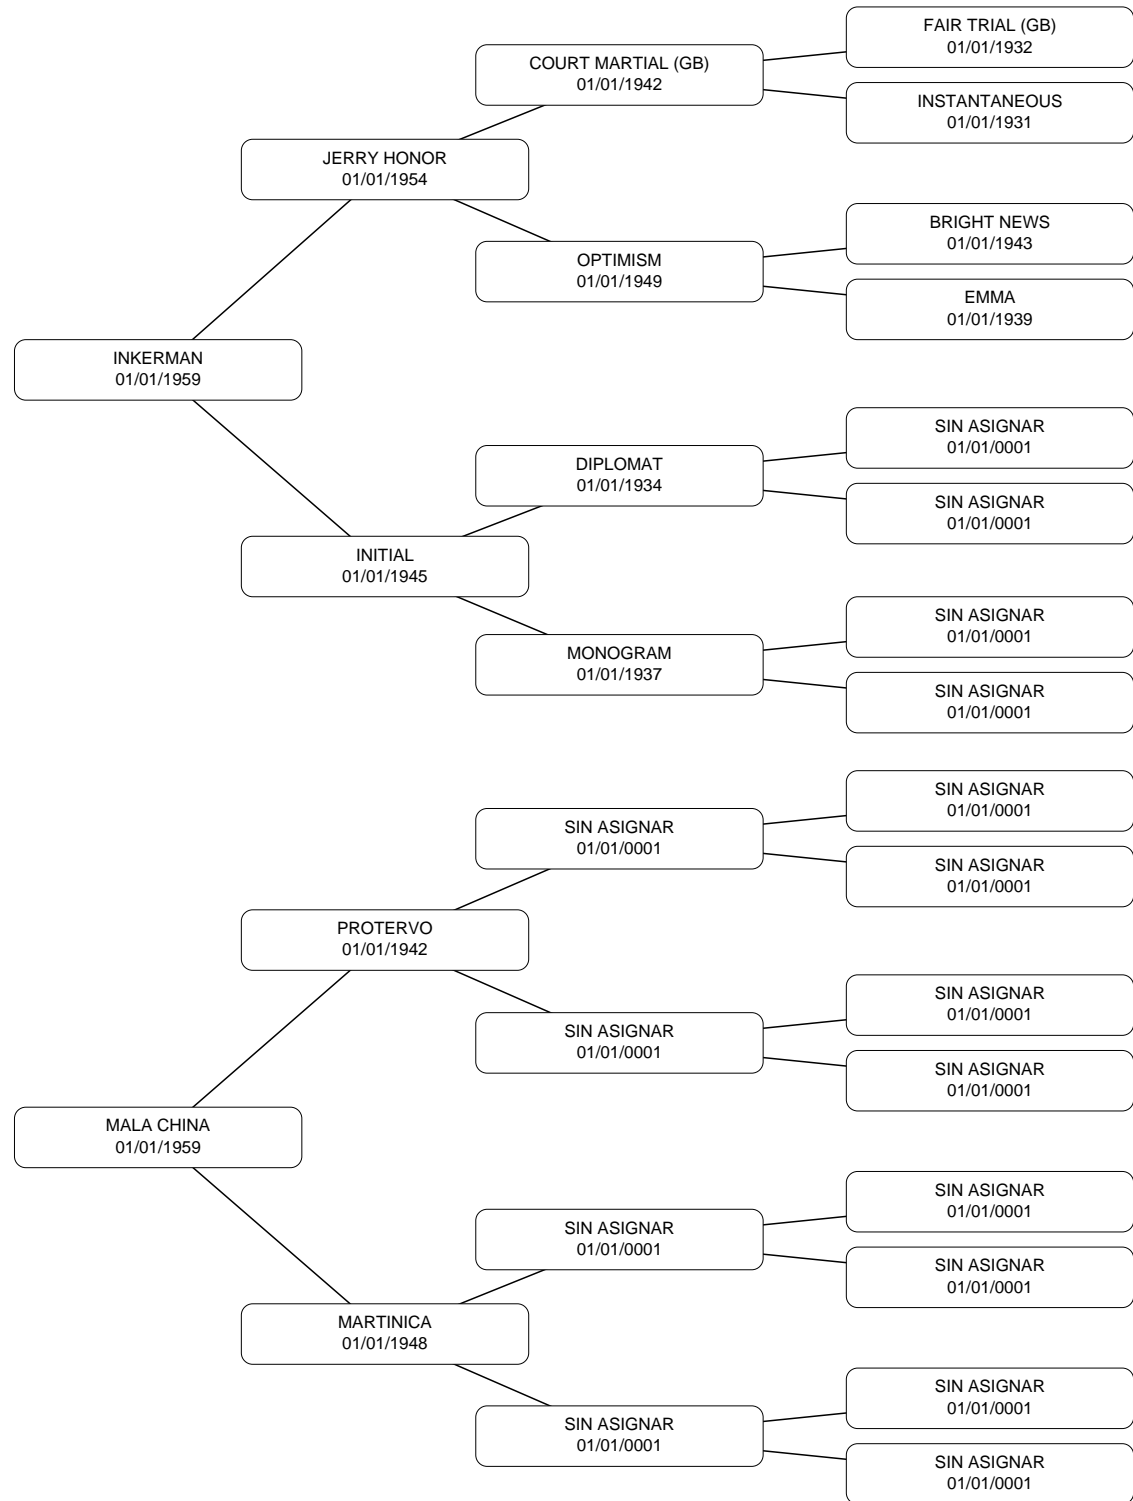 FAIR TRIAL (GB)
01/01/1932
COURT MARTIAL (GB)
01/01/1942
INSTANTANEOUS
01/01/1931
JERRY HONOR
01/01/1954
BRIGHT NEWS
01/01/1943
OPTIMISM
01/01/1949
EMMA
01/01/1939
INKERMAN
01/01/1959
SIN ASIGNAR
01/01/0001
DIPLOMAT
01/01/1934
SIN ASIGNAR
01/01/0001
INITIAL
01/01/1945
SIN ASIGNAR
01/01/0001
MONOGRAM
01/01/1937
SIN ASIGNAR
01/01/0001
SIN ASIGNAR
01/01/0001
SIN ASIGNAR
01/01/0001
SIN ASIGNAR
01/01/0001
PROTERVO
01/01/1942
SIN ASIGNAR
01/01/0001
SIN ASIGNAR
01/01/0001
SIN ASIGNAR
01/01/0001
MALA CHINA
01/01/1959
SIN ASIGNAR
01/01/0001
SIN ASIGNAR
01/01/0001
SIN ASIGNAR
01/01/0001
MARTINICA
01/01/1948
SIN ASIGNAR
01/01/0001
SIN ASIGNAR
01/01/0001
SIN ASIGNAR
01/01/0001